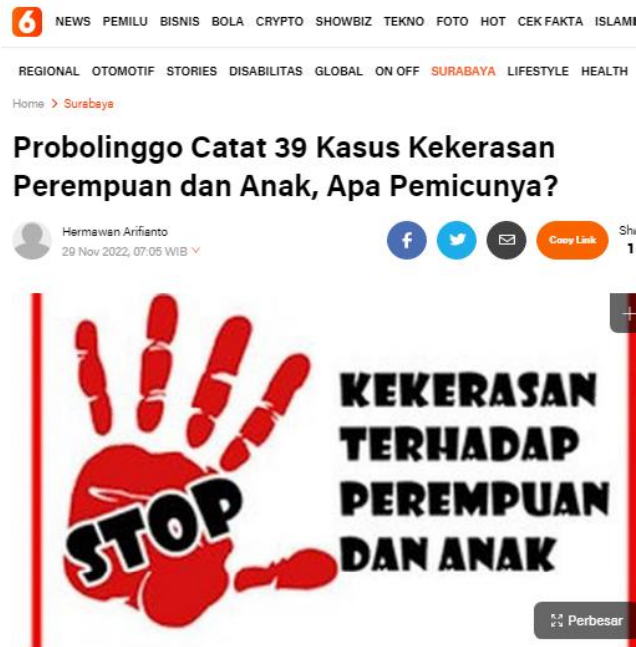 6 NEWS PEMILU BISNIS BOLA CRYPTO SHOWBIZ TEKNO FOTO HOT CEK FAKTA
REGIONAL OTOMOTIF STORIES DISABILITAS GLOBAL ON OFF SURABAYA LIFESTYLE HEALTH
Home > Surabaya
Probolinggo Catat 39 Kasus Kekerasan
Perempuan dan Anak, Apa Pemicunya?
Hermawan Arifianto
29 Nov 2022, 07:05 WIB
Copy Link
1
STOP
KEKERASAN
TERHADAP
PEREMPUAN
DAN ANAK
Perbesar